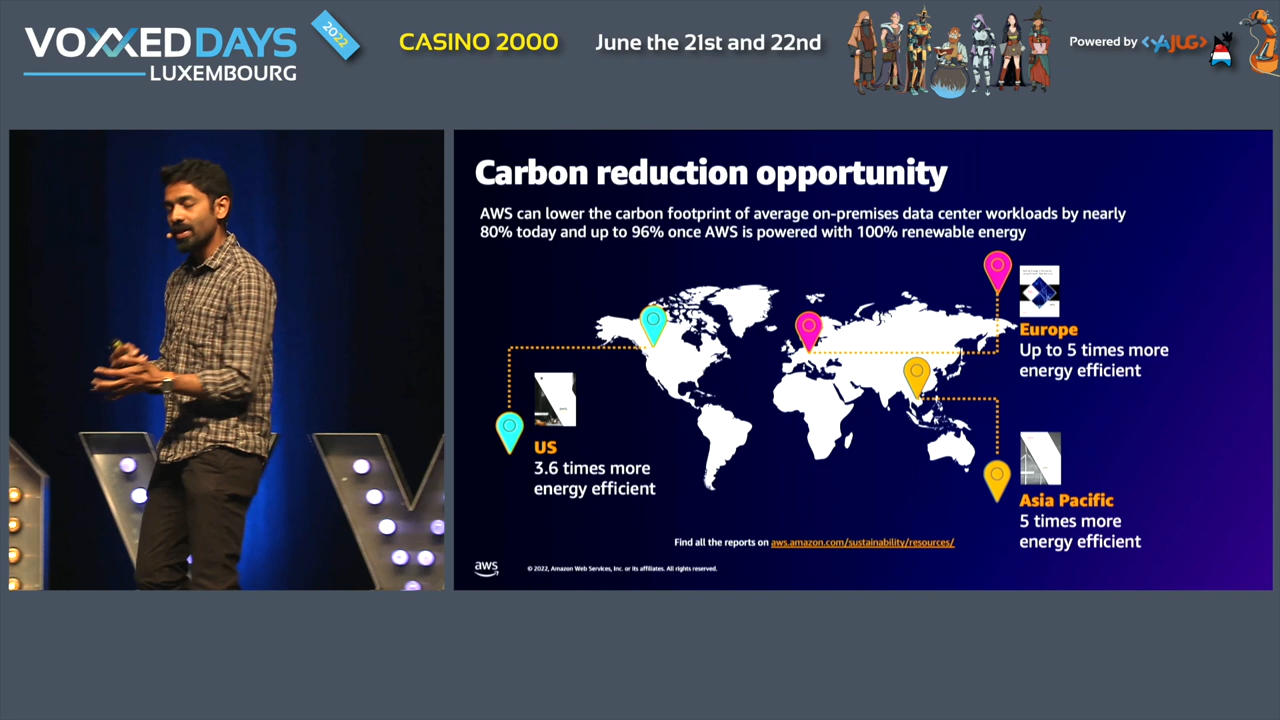 VOXXED DAYS
LUXEMBOURG
2022
CASINO 2000
June the 21st and 22nd
Powered by <YAJUG>
Carbon reduction opportunity
AWS can lower the carbon footprint of average on-premises data center workloads by nearly
80% today and up to 96% once AWS is powered with 100% renewable energy
Europe
Up to 5 times more
energy efficient
US
3.6 times more
energy efficient
Asia Pacific
5 times more
energy efficient
Find all the reports on aws.amazon.com/sustainability/resources/
aws
© 2022, Amazon Web Services, Inc. or its affiliates. All rights reserved.